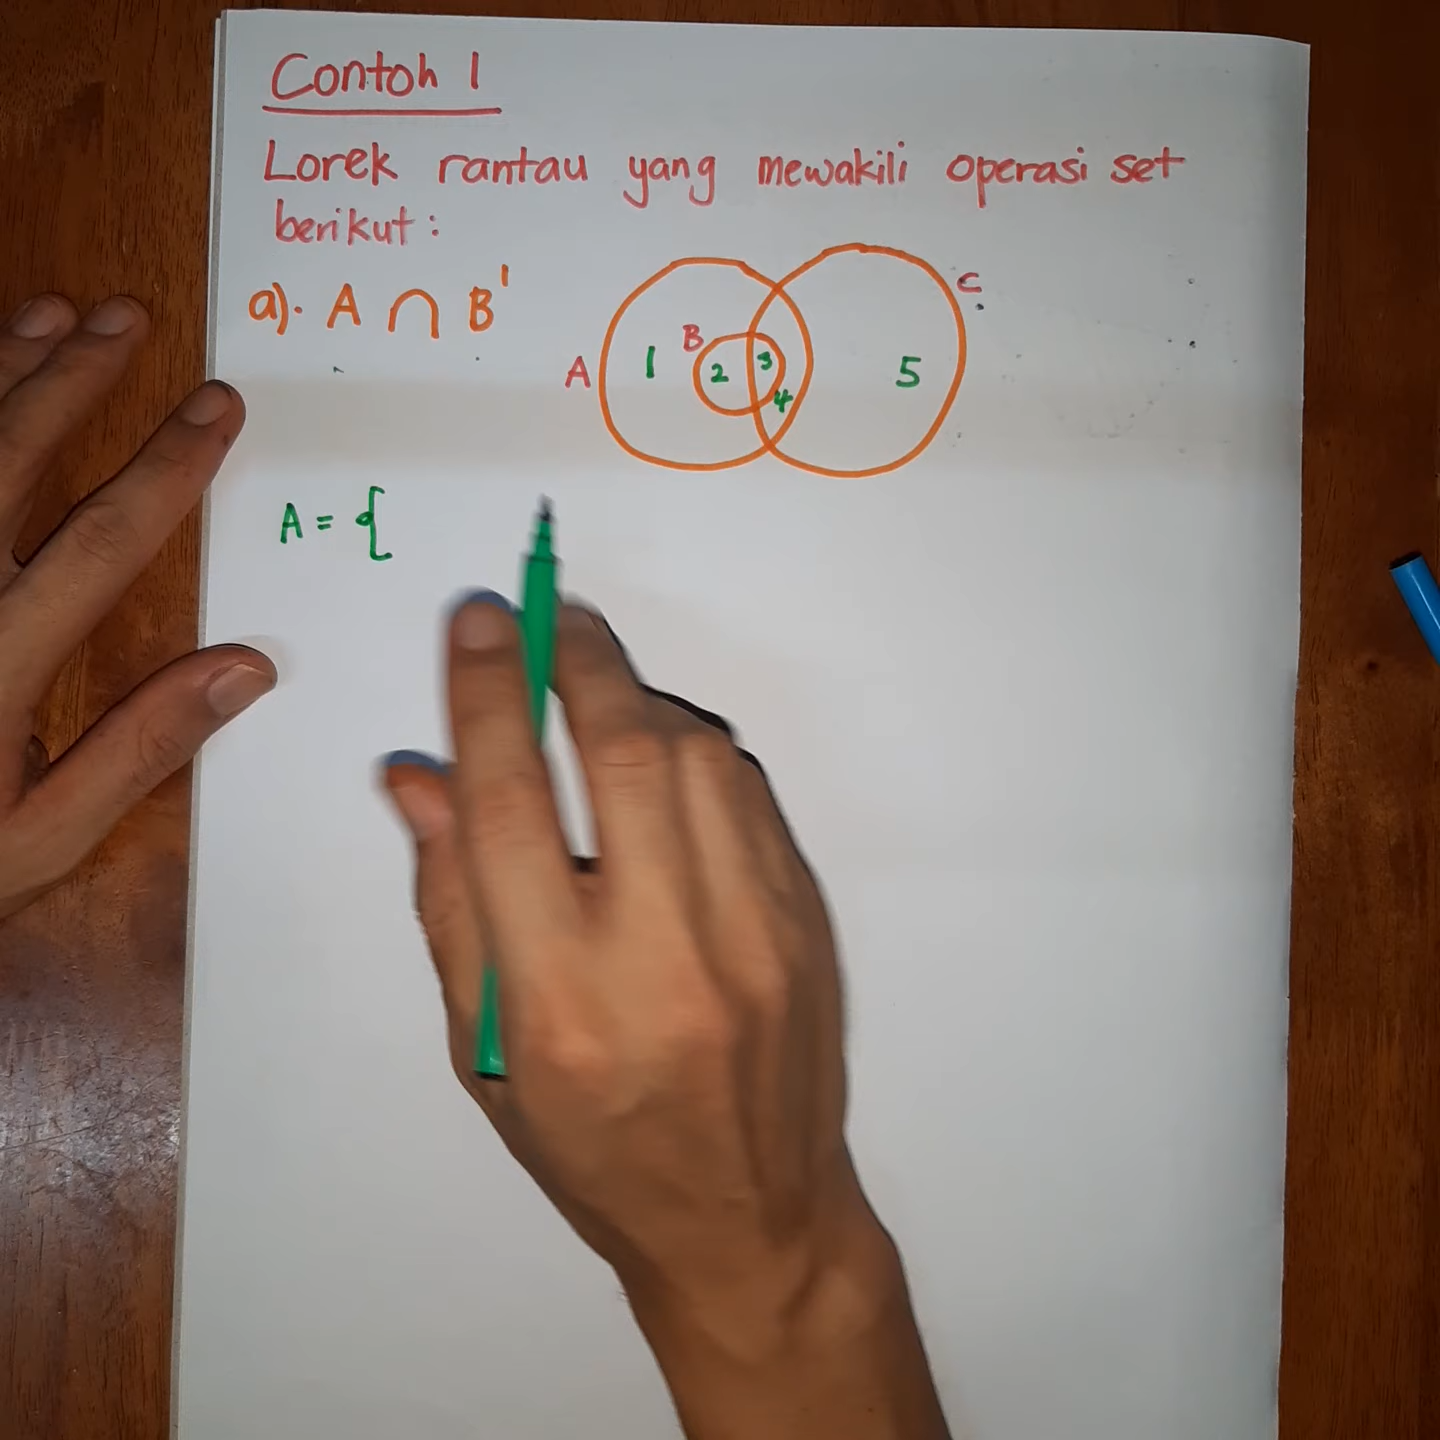 Contoh 1
Lorek rantau yang mewakili operasi set
berikut :
a). A ∩ B'
C
B
A 1 2 3 5
4
A = {